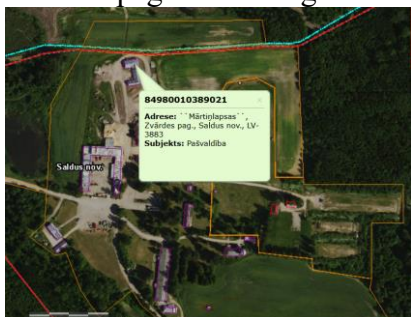 84980010389021
Adrese: ``Mārtiņlapsas``,
Zvārdes pag., Saldus nov., LV-
3883
Subjekts: Pašvaldība
Saldus nov.